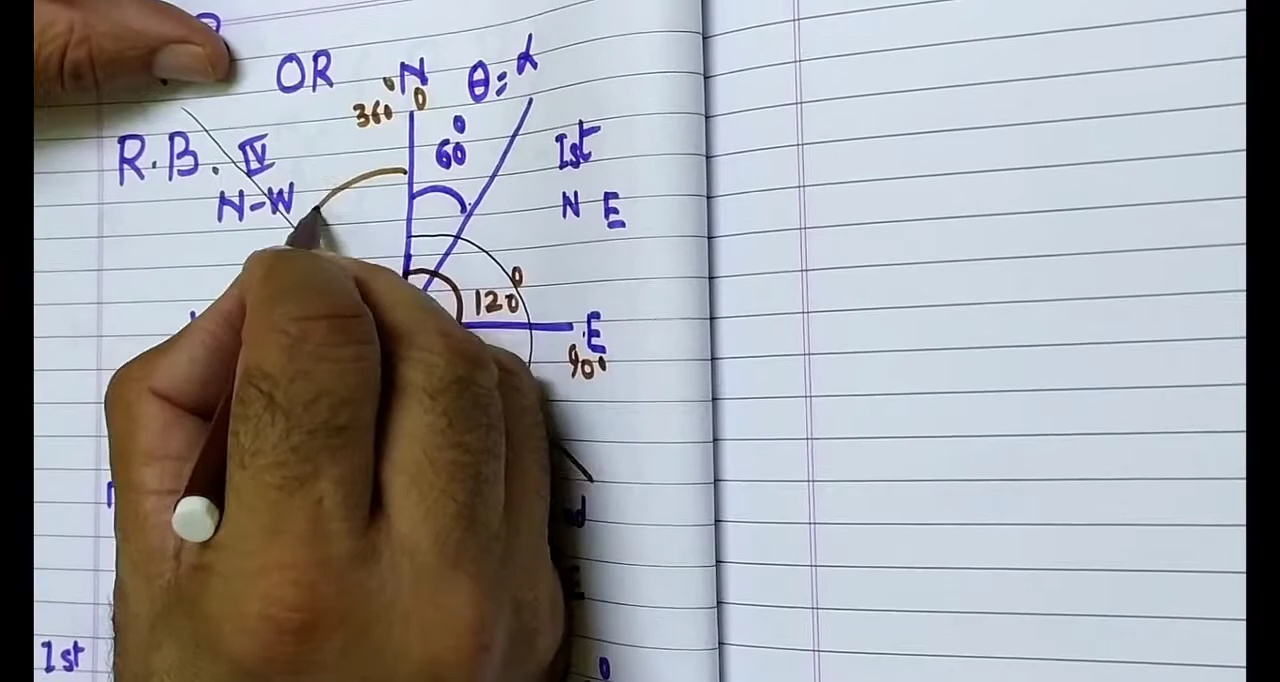 OR
N
θ = α
360° 0
R.B. IV
60°
Ist
N-W
N E
120°
E
90°
Ist